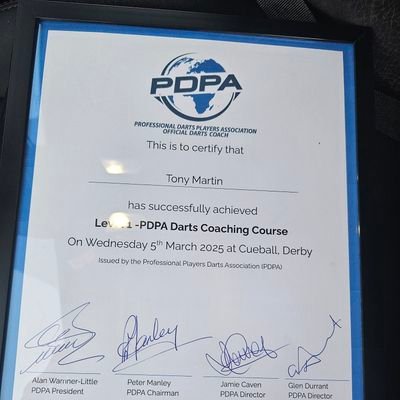 PDPA
PROFESSIONAL DARTS PLAYERS ASSOCIATION
OFFICIAL DARTS COACH
This is to certify that
Tony Martin
has successfully achieved
Level 1 -PDPA Darts Coaching Course
On Wednesday 5th March 2025 at Cueball, Derby
Issued by the Professional Players Darts Association (PDPA)
Alan Warriner-Little Peter Manley Jamie Caven Glen Durrant
PDPA President PDPA Chairman PDPA Director PDPA Director